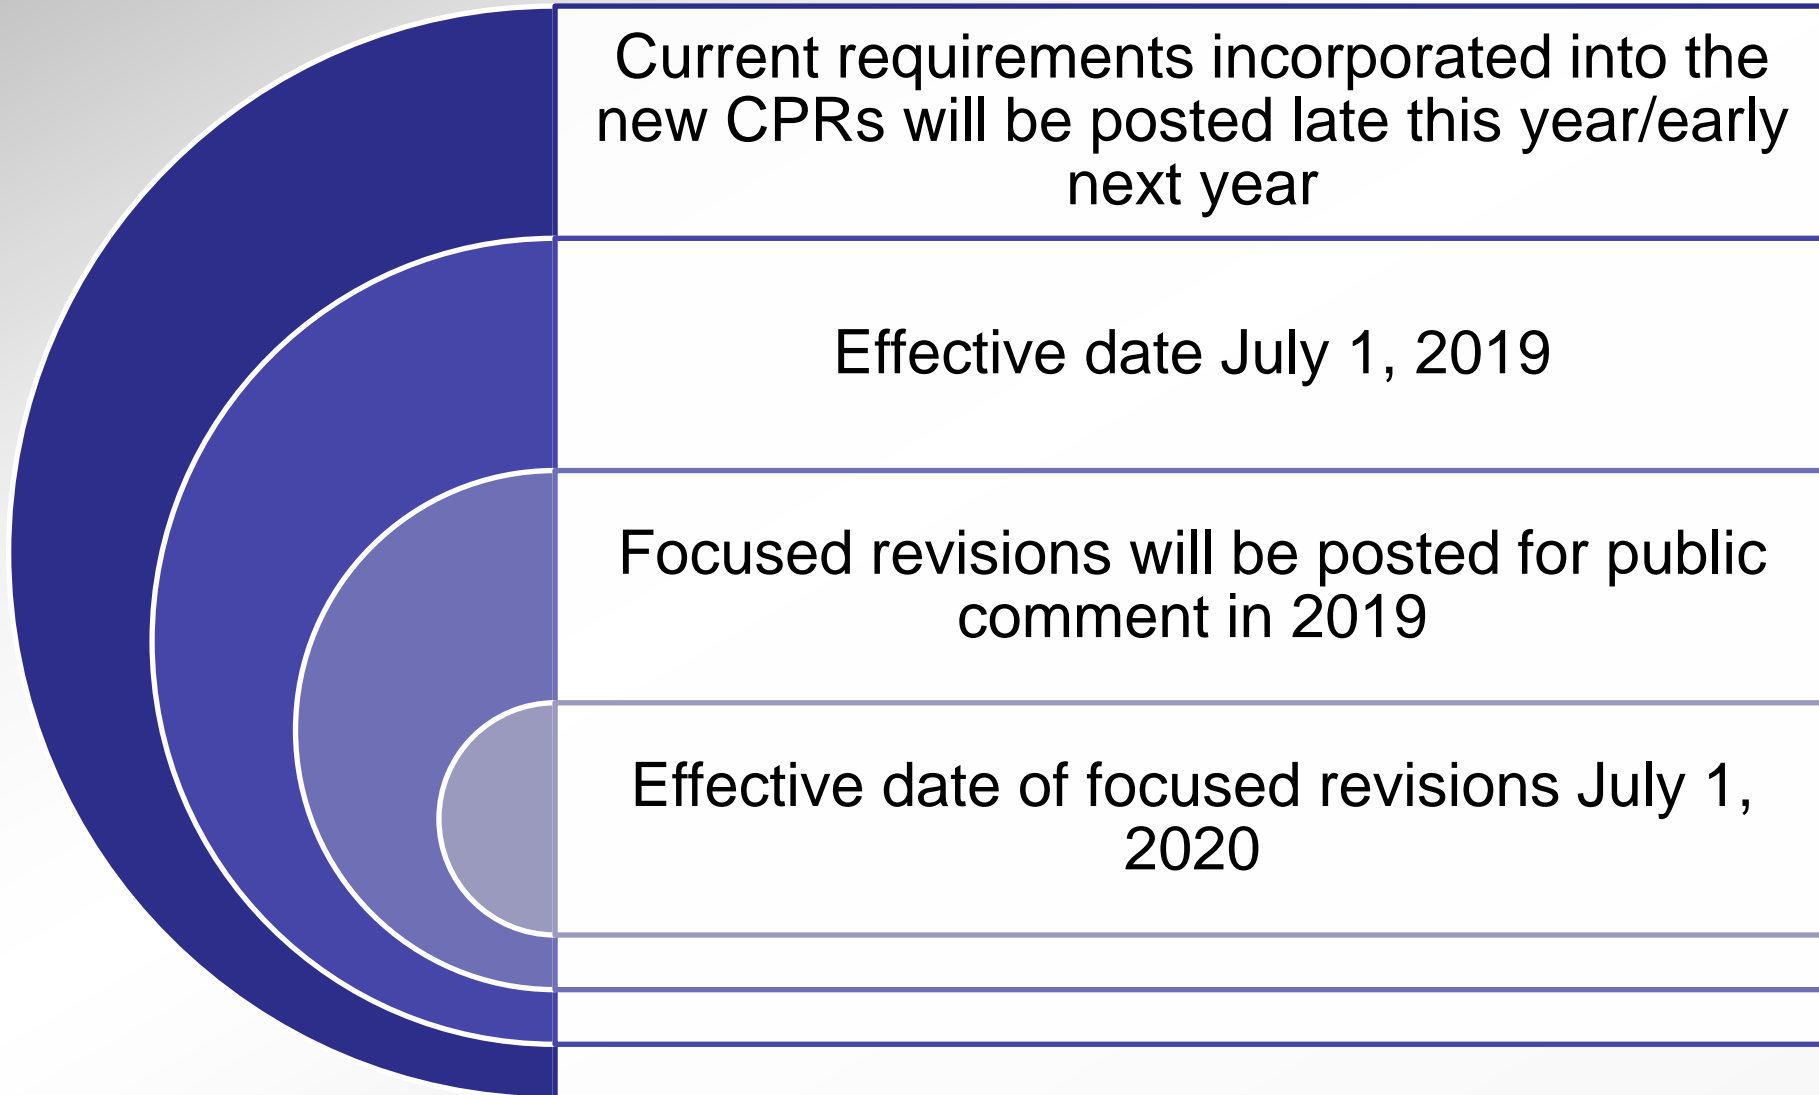 Current requirements incorporated into the
new CPRs will be posted late this year/early
next year
Effective date July 1, 2019
Focused revisions will be posted for public
comment in 2019
Effective date of focused revisions July 1,
2020